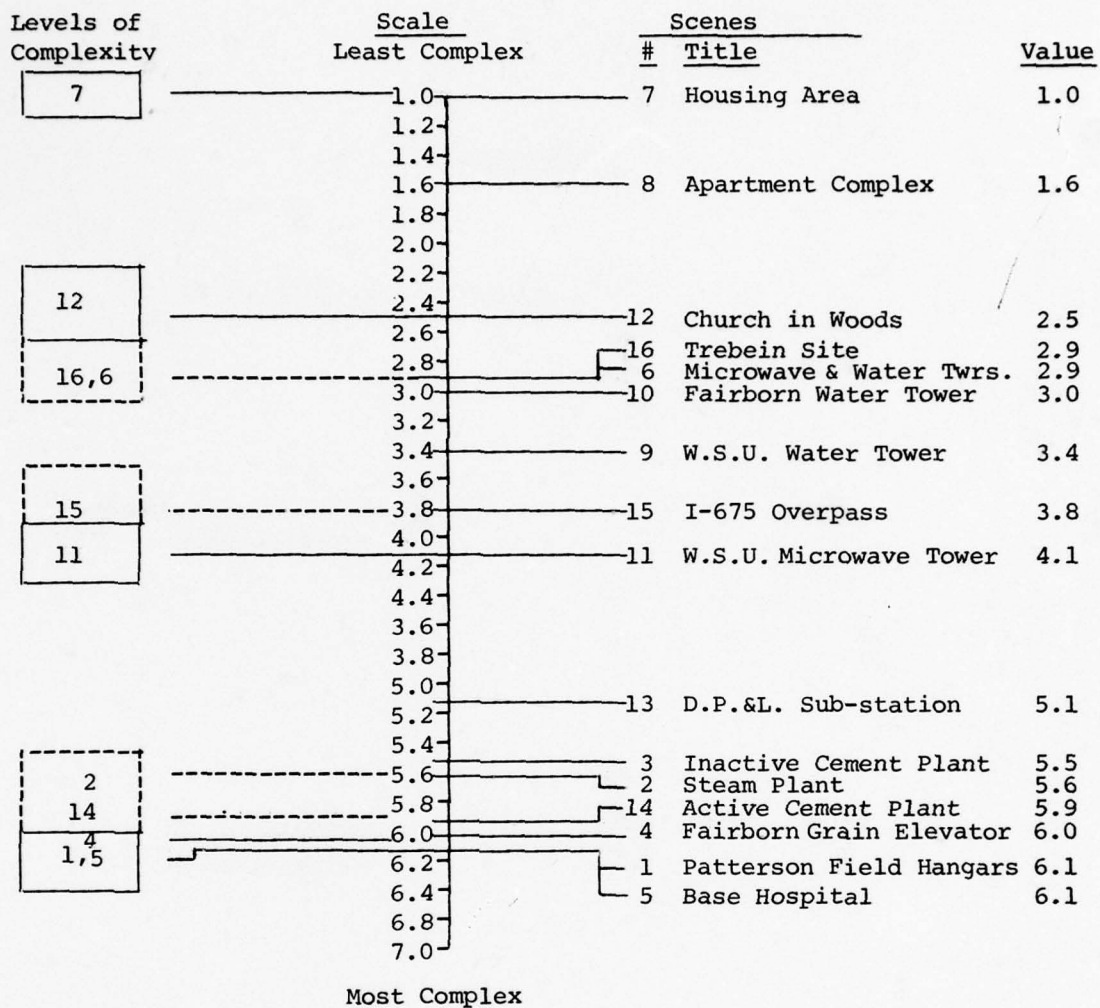 Levels of Scale Scenes
Complexity Least Complex # Title Value
7 1.0 7 Housing Area 1.0
1.2
1.4
1.6 8 Apartment Complex 1.6
1.8
2.0
2.2
12 2.4
12 Church in Woods 2.5
2.6
16 Trebein Site 2.9
16,6 2.8 6 Microwave & Water Twrs. 2.9
3.0 10 Fairborn Water Tower 3.0
3.2
3.4 9 W.S.U. Water Tower 3.4
3.6
15 3.8 15 I-675 Overpass 3.8
4.0
11 11 W.S.U. Microwave Tower 4.1
4.2
4.4
3.6
3.8
5.0
13 D.P.&L. Sub-station 5.1
5.2
5.4
3 Inactive Cement Plant 5.5
2 5.6 2 Steam Plant 5.6
14 5.8 14 Active Cement Plant 5.9
4 6.0 4 Fairborn Grain Elevator 6.0
1,5 6.2 1 Patterson Field Hangars 6.1
6.4 5 Base Hospital 6.1
6.8
7.0
Most Complex